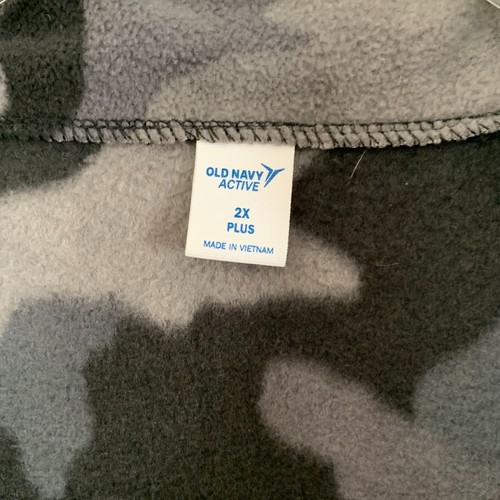 OLD NAVY
ACTIVE
2X
PLUS
MADE IN VIETNAM